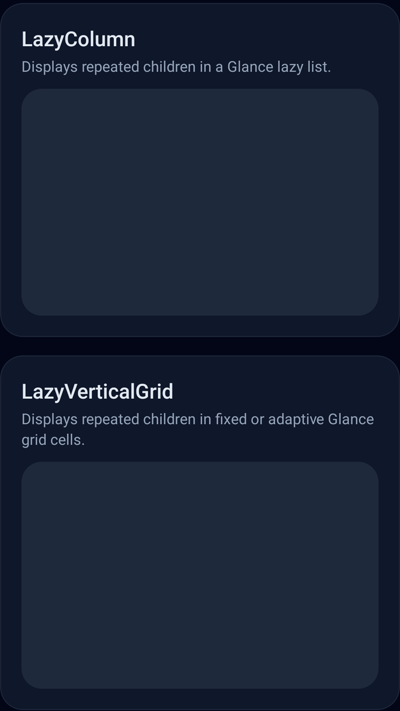 LazyColumn
Displays repeated children in a Glance lazy list.
LazyVerticalGrid
Displays repeated children in fixed or adaptive Glance
grid cells.